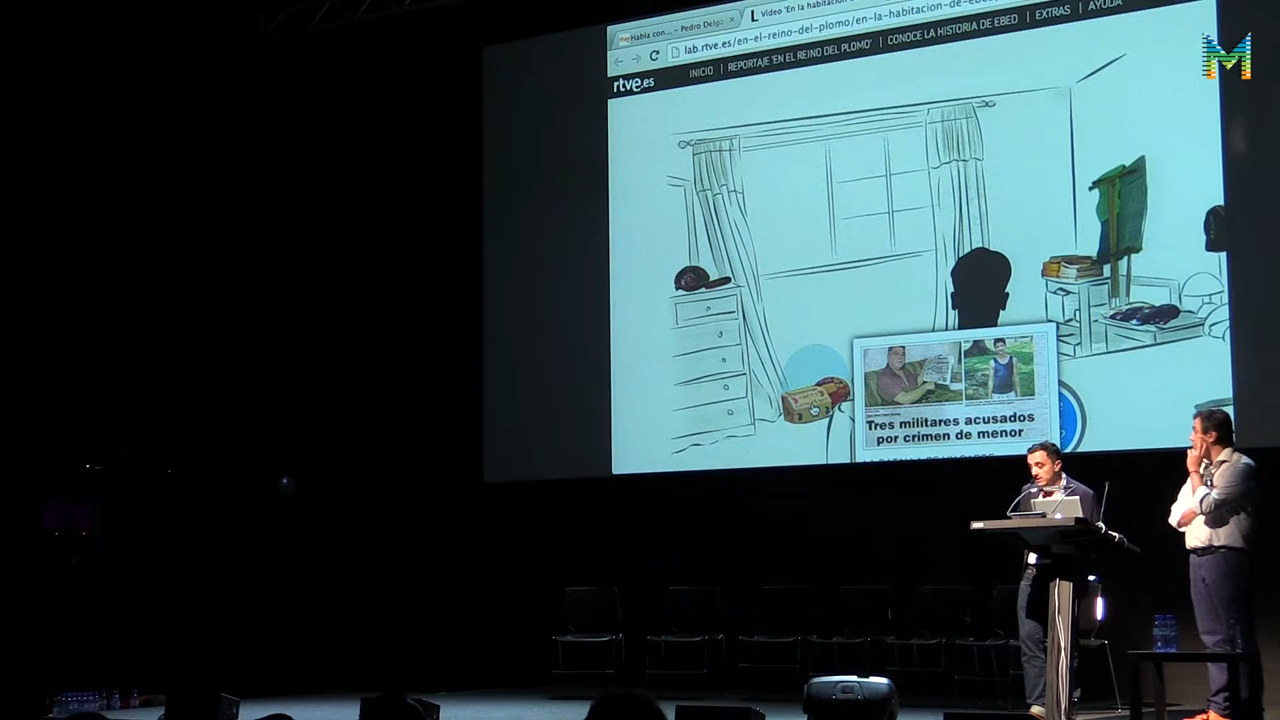 Habla con... - Pedro Delga
Vídeo 'En la habitación
lab.rtve.es/en-el-reino-del-plomo/en-la-habitacion-de-ebed
rtve.es
INICIO | REPORTAJE 'EN EL REINO DEL PLOMO' | CONOCE LA HISTORIA DE EBED | EXTRAS | AYUDA
M
Tres militares acusados
por crimen de menor